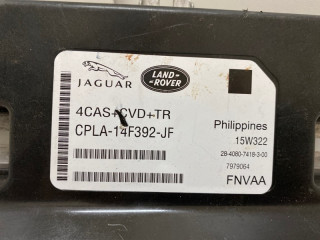 JAGUAR
LAND-
ROVER
4CAS+CVD+TR
CPLA-14F392-JF
Philippines
15W322
28-4080-7418-3-00
7979064
FNVAA